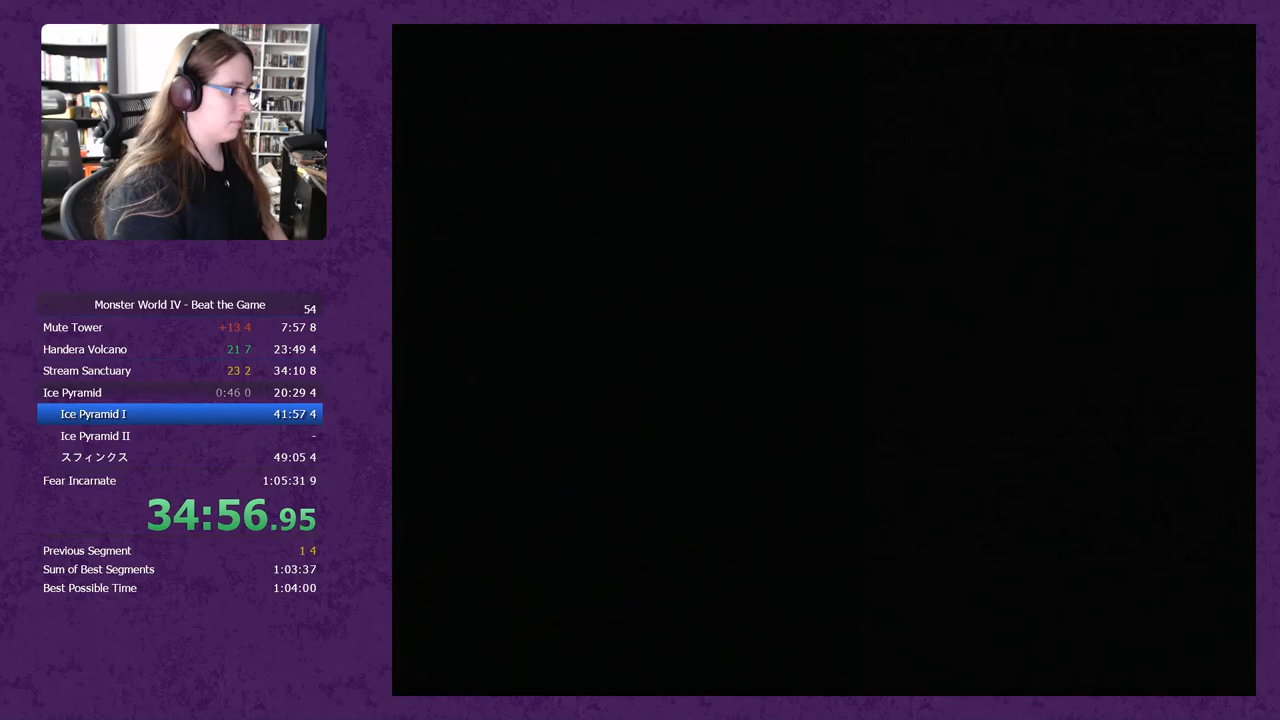 Monster World IV - Beat the Game
54
Mute Tower +13 4 7:57 8
Handera Volcano 21 7 23:49 4
Stream Sanctuary 23 2 34:10 8
Ice Pyramid 0:46 0 20:29 4
Ice Pyramid I 41:57 4
Ice Pyramid II -
スフィンクス 49:05 4
Fear Incarnate 1:05:31 9
34:56.95
Previous Segment 1 4
Sum of Best Segments 1:03:37
Best Possible Time 1:04:00